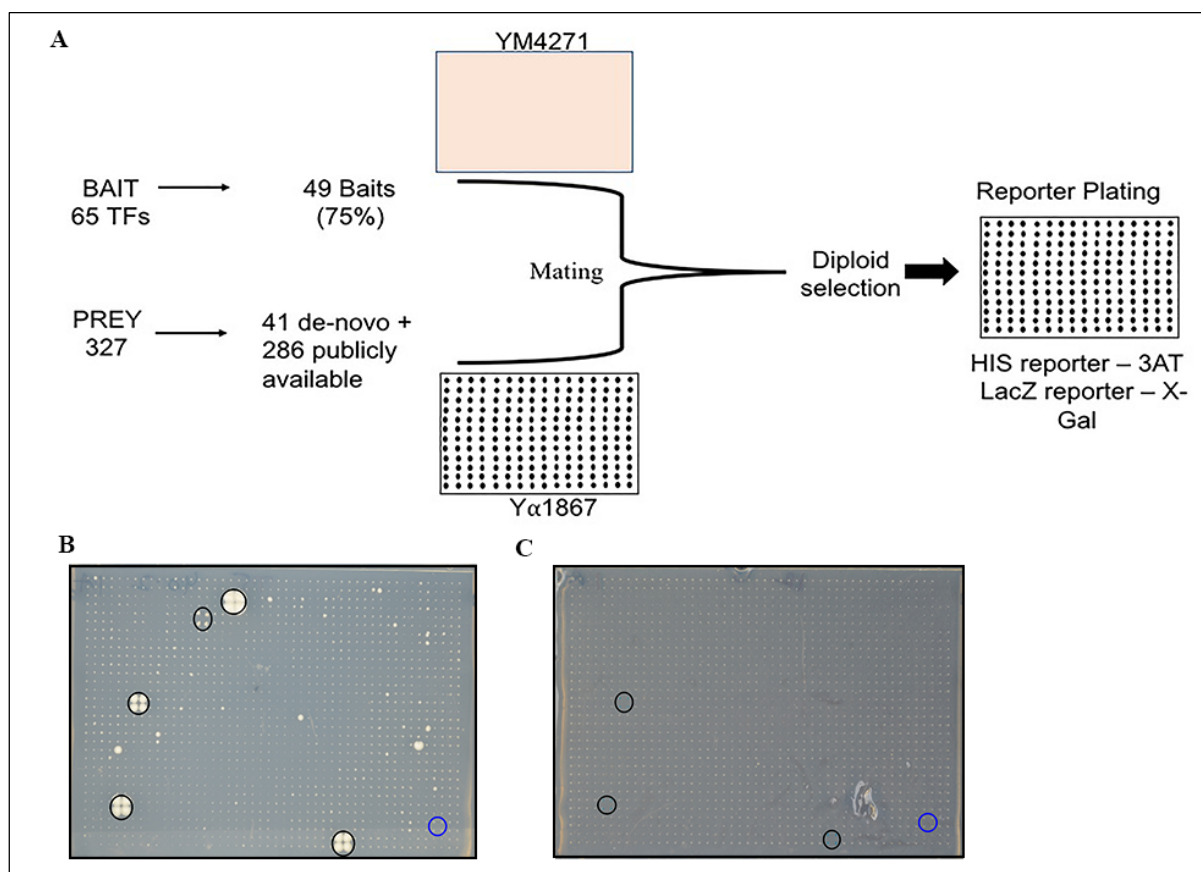 A
YM4271
BAIT
65 TFs
49 Baits
(75%)
Mating
PREY
327
41 de-novo +
286 publicly
available
Yα1867
Diploid
selection
Reporter Plating
HIS reporter – 3AT
LacZ reporter – X-
Gal
B
C